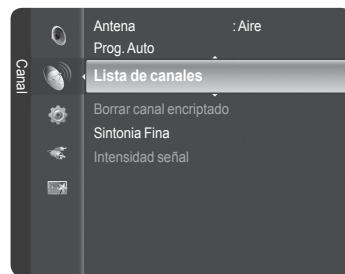 Canal
Antena : Aire
Prog. Auto
Lista de canales
Borrar canal encriptado
Sintonia Fina
Intensidad señal